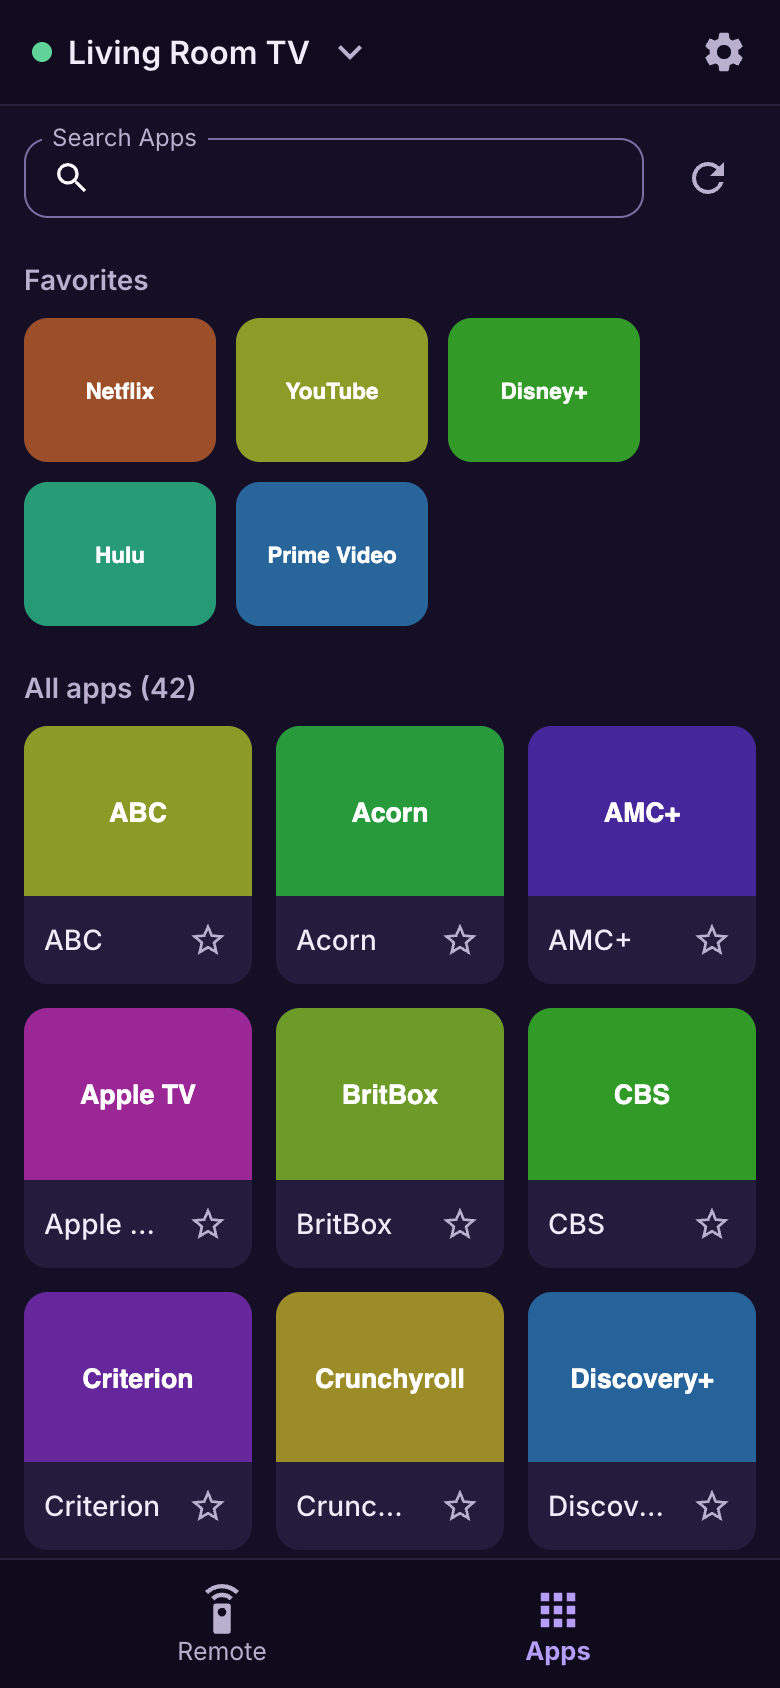 Living Room TV
Search Apps
Favorites
Netflix
YouTube
Disney+
Hulu
Prime Video
All apps (42)
ABC
Acorn
AMC+
ABC
Acorn
AMC+
Apple TV
BritBox
CBS
Apple ...
BritBox
CBS
Criterion
Crunchyroll
Discovery+
Criterion
Crunc...
Discov...
Remote
Apps